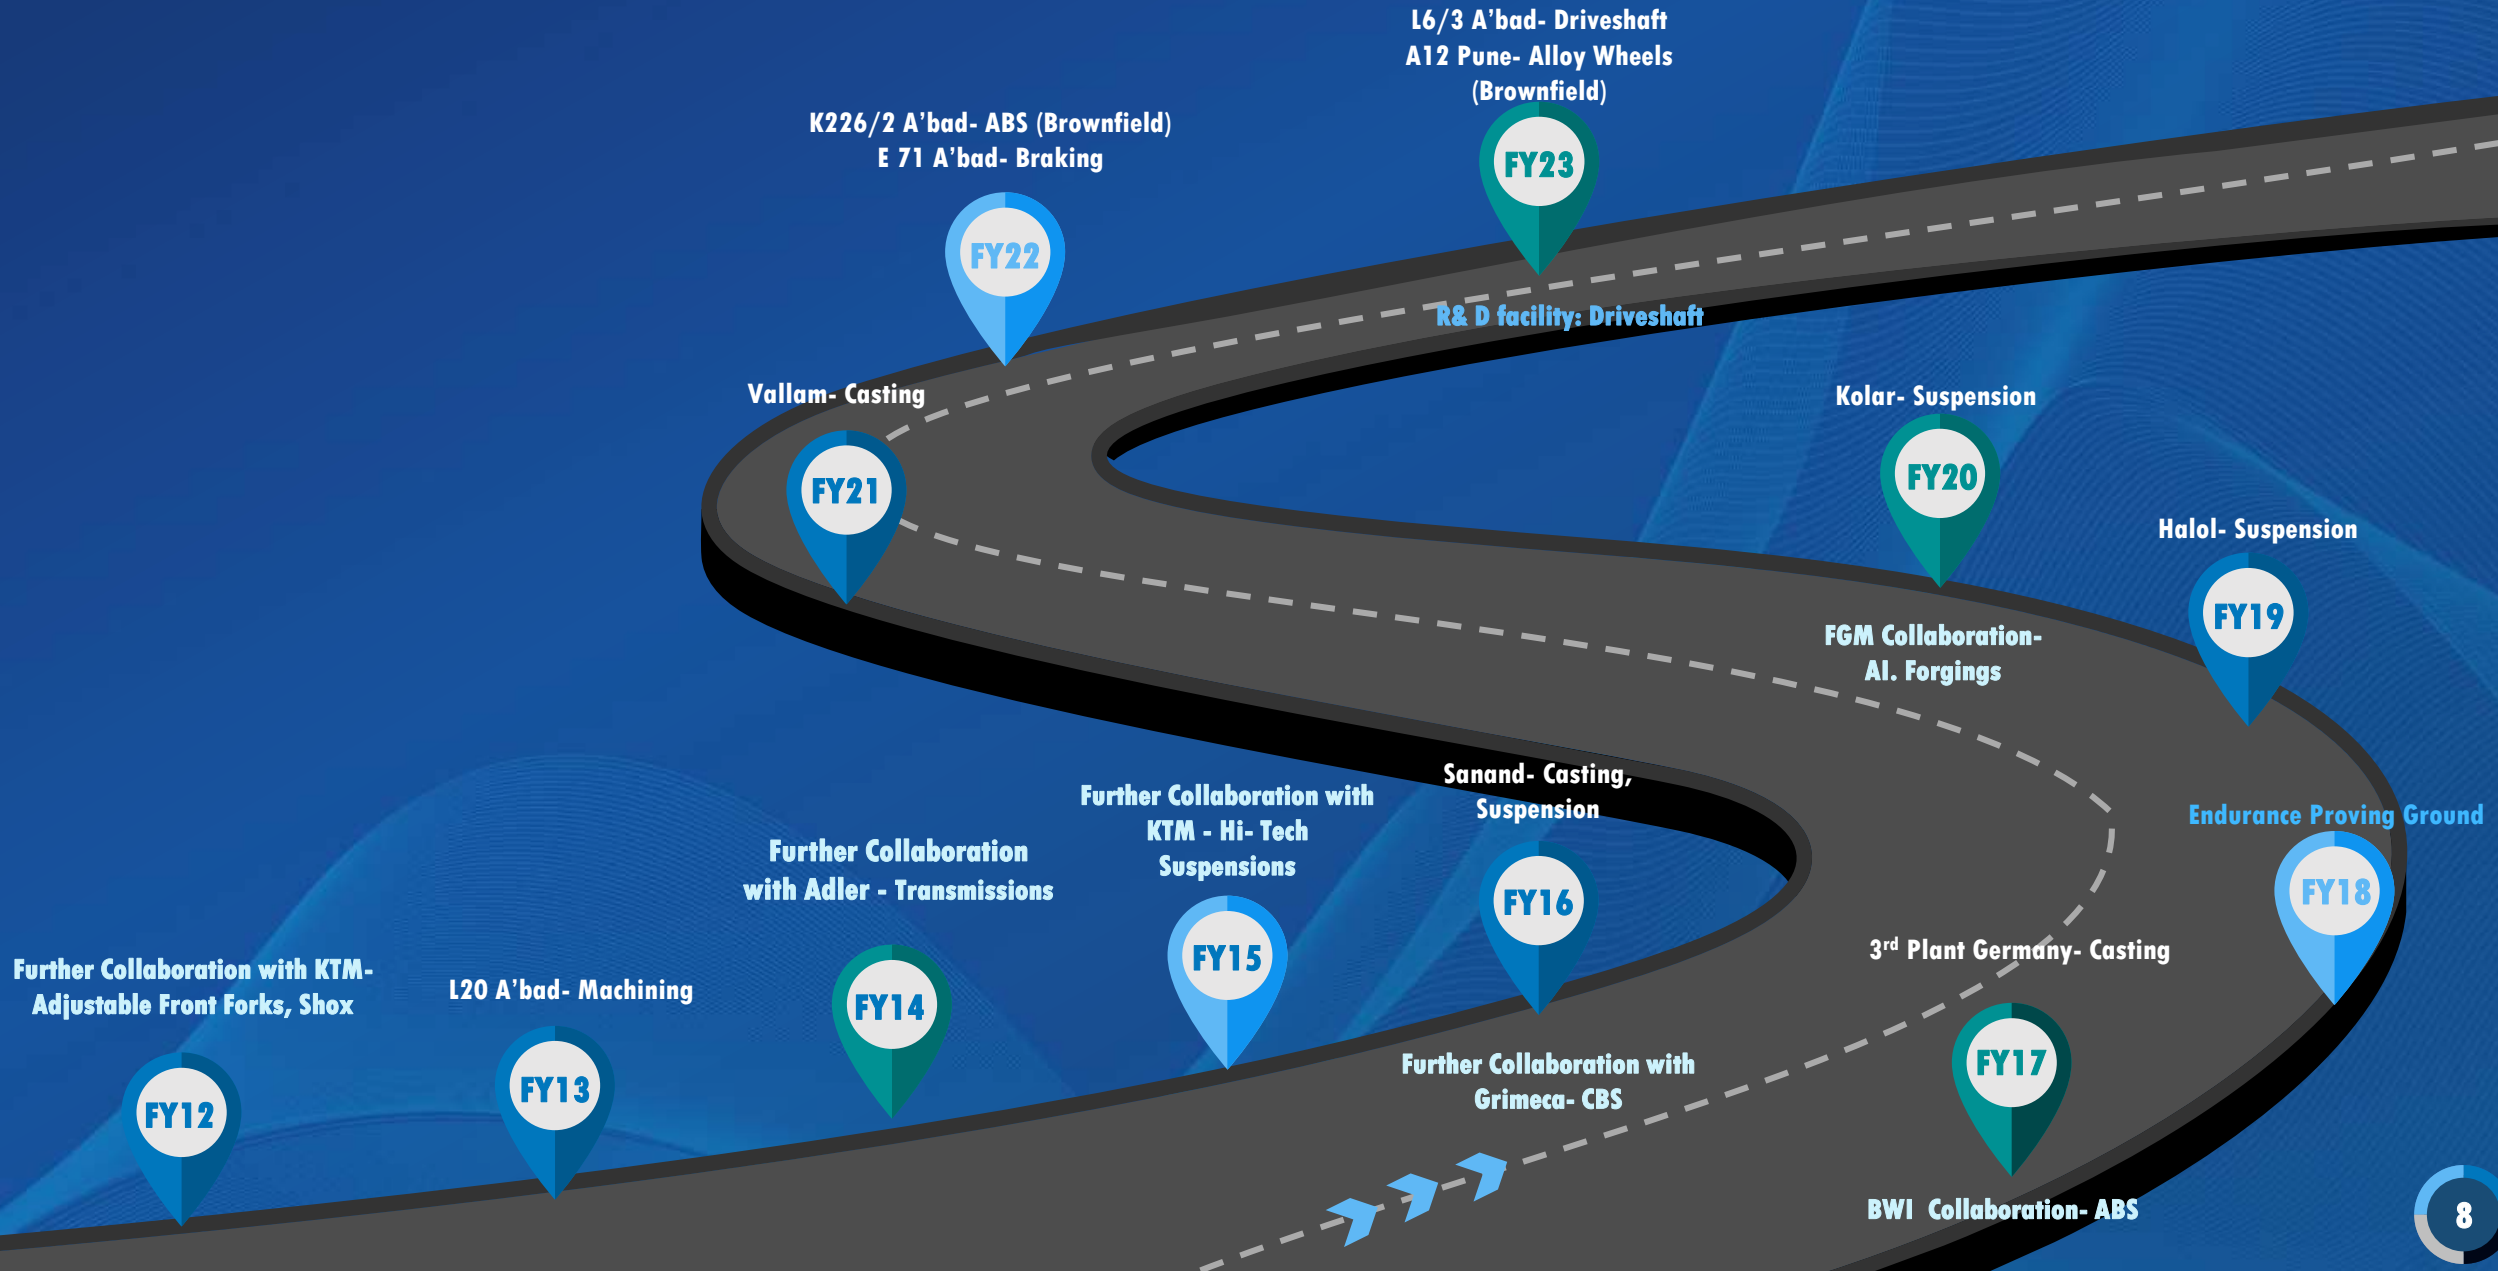 L6/3 A’bad- Driveshaft
A12 Pune- Alloy Wheels
(Brownfield)
FY23
R& D facility: Driveshaft
K226/2 A’bad- ABS (Brownfield)
E 71 A’bad- Braking
FY22
Vallam- Casting
FY21
Kolar- Suspension
FY20
FGM Collaboration-
Al. Forgings
Halol- Suspension
FY19
Endurance Proving Ground
FY18
3rd Plant Germany- Casting
FY17
BWI Collaboration- ABS
Sanand- Casting,
Suspension
FY16
Further Collaboration with
Grimeca- CBS
Further Collaboration with
KTM - Hi- Tech
Suspensions
FY15
Further Collaboration
with Adler - Transmissions
FY14
L20 A’bad- Machining
FY13
Further Collaboration with KTM-
Adjustable Front Forks, Shox
FY12
8